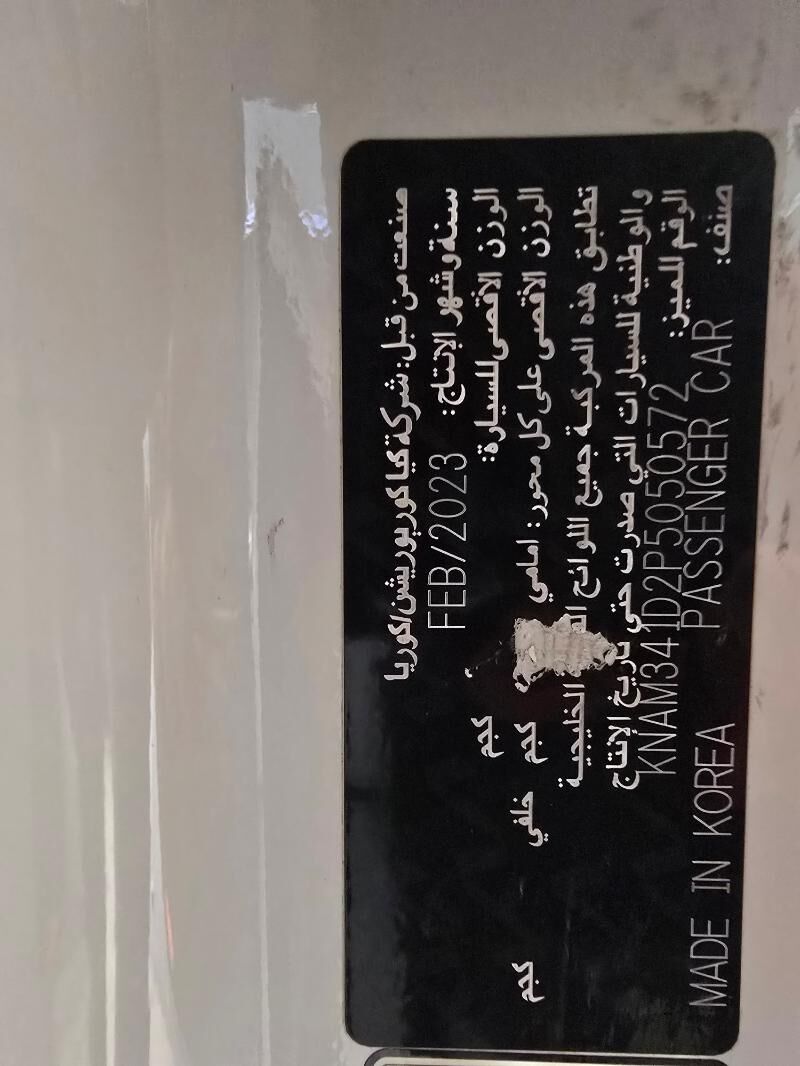 صنعت من قبل: شركة كيا كوربوريشن/كوريا
سنة وشهر الإنتاج: FEB/2023
الوزن الأقصى للسيارة: كجم
الوزن الأقصى على كل محور: امامي كجم خلفي كجم
تطابق هذه المركبة جميع اللوائح الخليجية
والوطنية للسيارات التي صدرت حتى تاريخ الإنتاج
الرقم المميز: KNAM341D2P5050572
صنف: PASSENGER CAR MADE IN KOREA